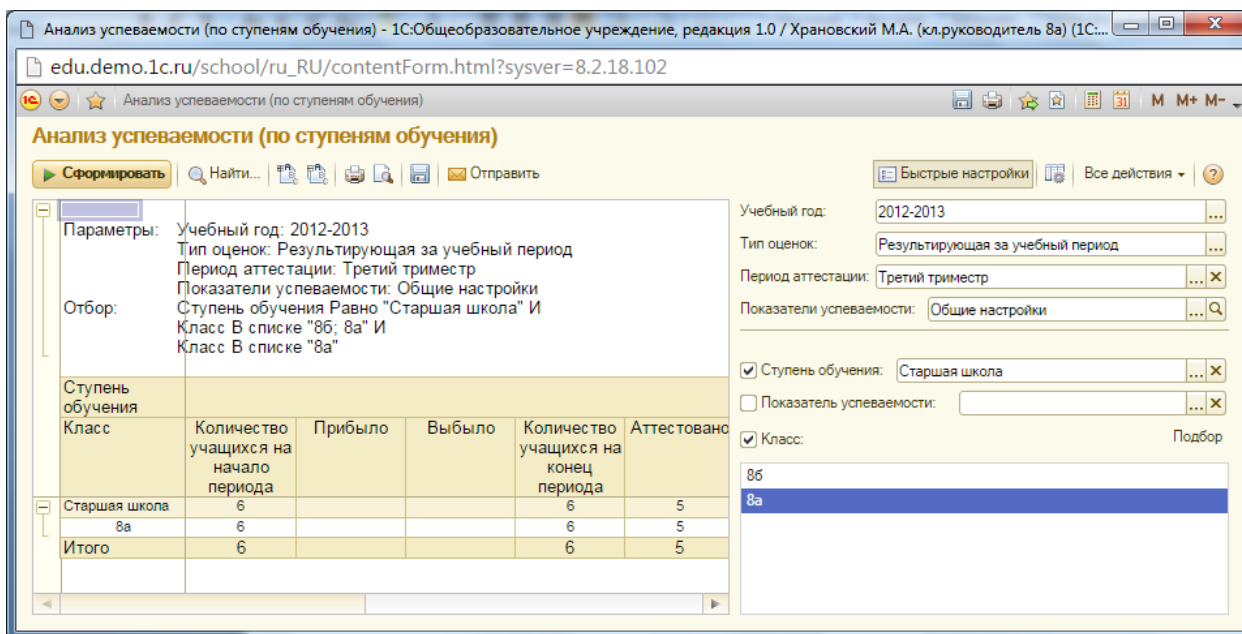 Анализ успеваемости (по ступеням обучения) - 1С:Общеобразовательное учреждение, редакция 1.0 / Храновский М.А. (кл.руководитель 8а) (1С:...
edu.demo.1c.ru/school/ru_RU/contentForm.html?sysver=8.2.18.102
Анализ успеваемости (по ступеням обучения) 31 M M+ M-
Анализ успеваемости (по ступеням обучения)
Сформировать Найти... Отправить Быстрые настройки Все действия ?
Параметры: Учебный год: 2012-2013
Тип оценок: Результирующая за учебный период
Период аттестации: Третий триместр
Показатели успеваемости: Общие настройки
Отбор: Ступень обучения Равно "Старшая школа" И
Класс В списке "8б; 8а" И
Класс В списке "8а"
Ступень
обучения
Класс Количество учащихся на начало периода Прибыло Выбыло Количество учащихся на конец периода Аттестовано
Старшая школа 6 6 5
8а 6 6 5
Итого 6 6 5
Учебный год: 2012-2013 ...
Тип оценок: Результирующая за учебный период ...
Период аттестации: Третий триместр ... ×
Показатели успеваемости: Общие настройки ...
Ступень обучения: Старшая школа ... ×
Показатель успеваемости: ... ×
Класс: Подбор
8б
8а